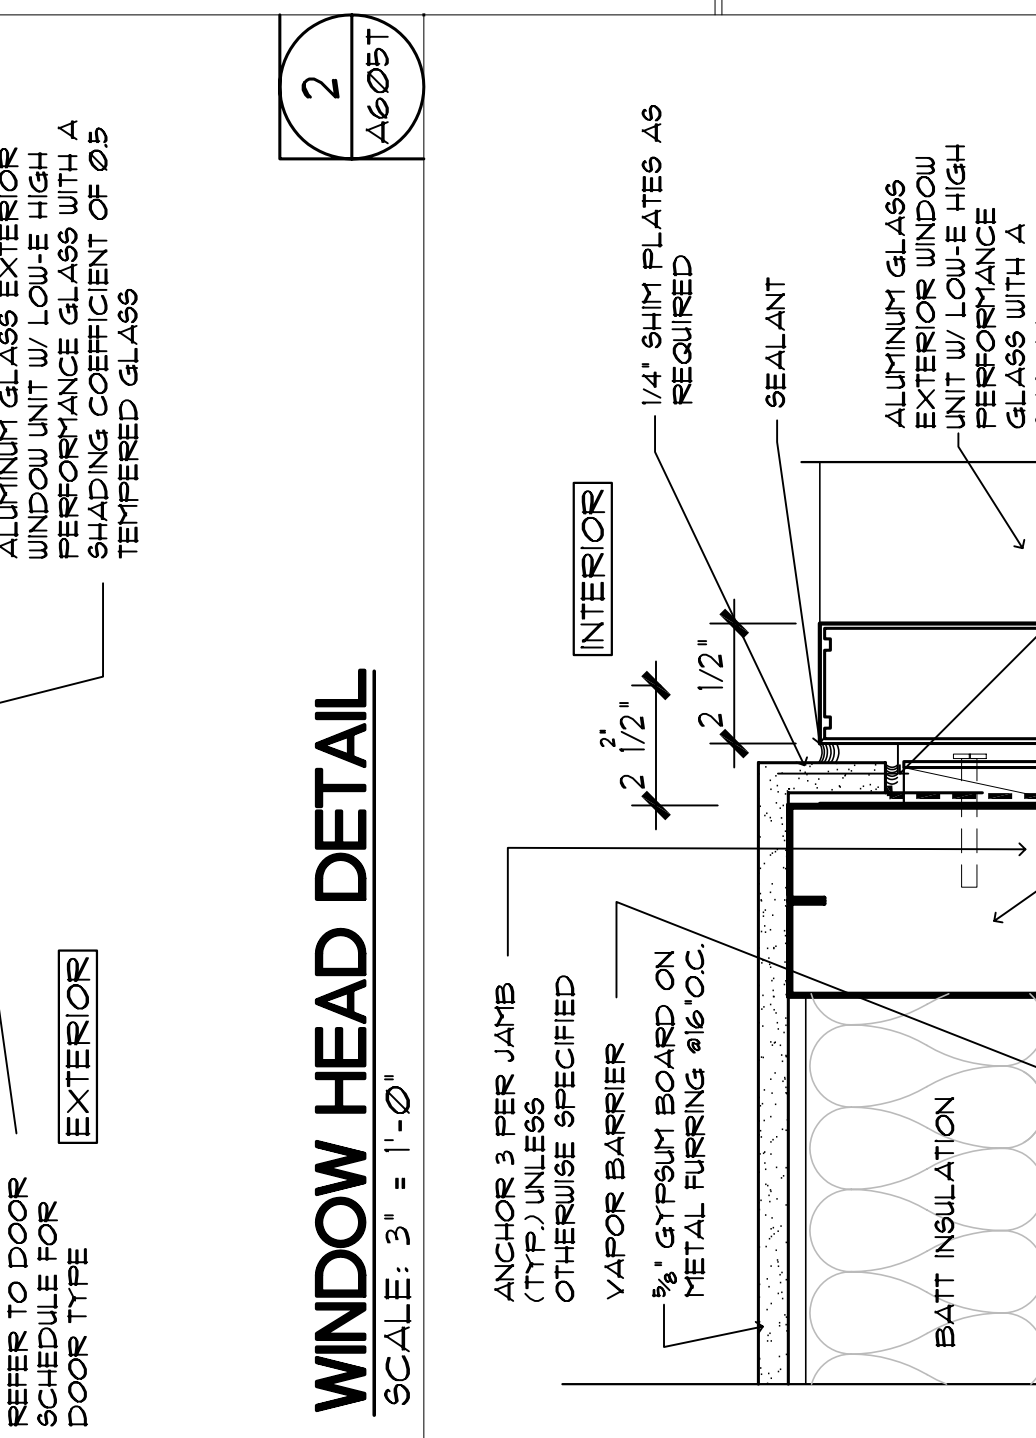 ALUMINUM GLASS EXTERIOR
WINDOW UNIT W/ LOW-E HIGH
PERFORMANCE GLASS WITH A
SHADING COEFFICIENT OF Ø.5
TEMPERED GLASS
REFER TO DOOR
SCHEDULE FOR
DOOR TYPE
EXTERIOR
WINDOW HEAD DETAIL
SCALE: 3" = 1'-Ø"
2
A6Ø5T
ANCHOR 3 PER JAMB
(TYP.) UNLESS
OTHERWISE SPECIFIED
VAPOR BARRIER
5/8" GYPSUM BOARD ON
METAL FURRING @16"O.C.
INTERIOR
2"
2 1/2"
2 1/2"
1/4" SHIM PLATES AS
REQUIRED
SEALANT
ALUMINUM GLASS
EXTERIOR WINDOW
UNIT W/ LOW-E HIGH
PERFORMANCE
GLASS WITH A
BATT INSULATION